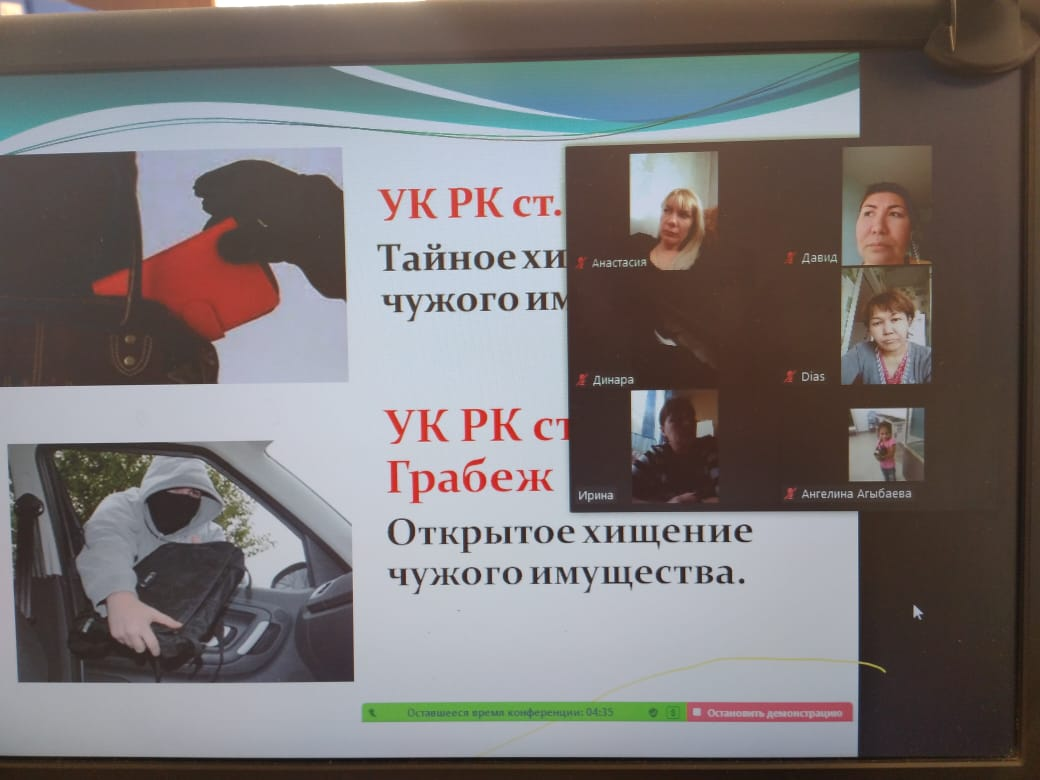 УК РК ст.
Тайное хи
чужого им
УК РК ст
Грабеж
Открытое хищение
чужого имущества.
Анастасия
Давид
Динара
Dias
Ирина
Ангелина Агыбаева
Оставшееся время конференции: 04:35
Остановить демонстрацию